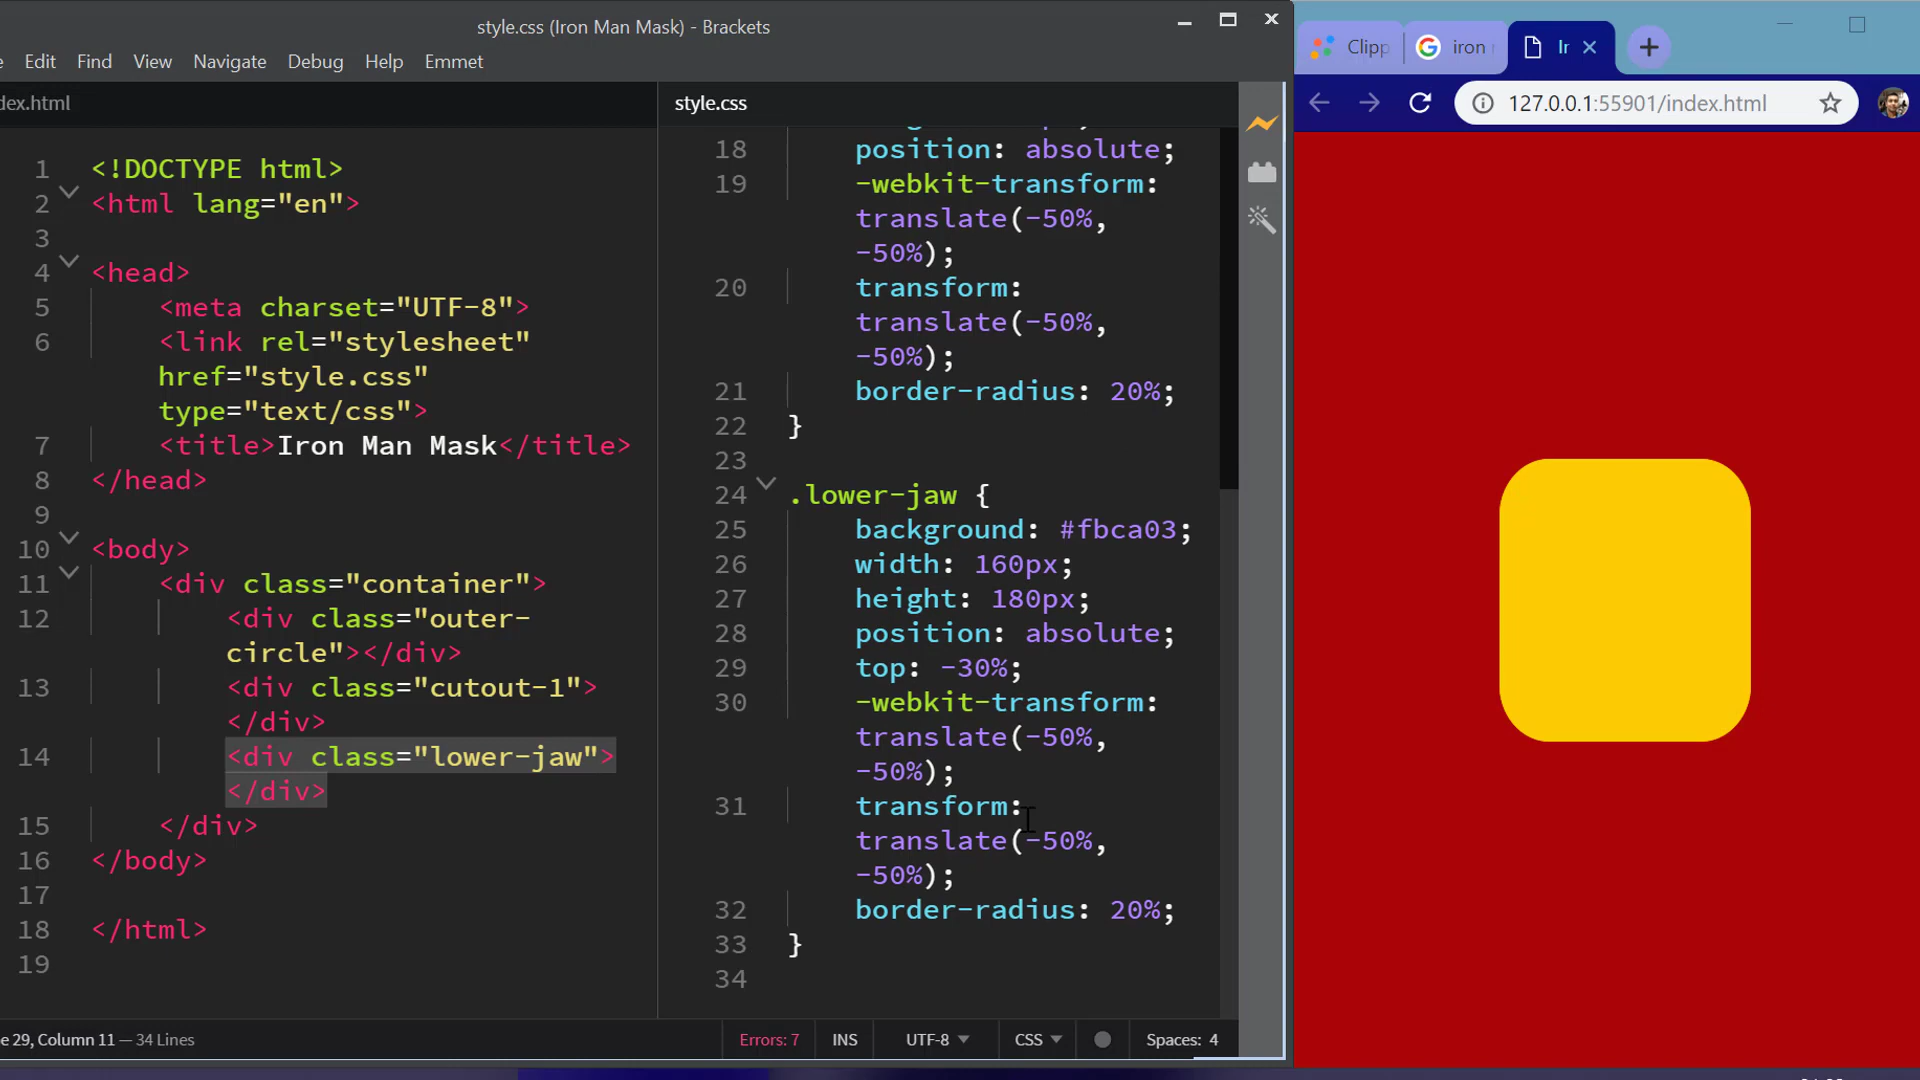 style.css (Iron Man Mask) - Brackets
Edit Find View Navigate Debug Help Emmet
dex.html
1 <!DOCTYPE html>
2 <html lang="en">
3
4 <head>
5 <meta charset="UTF-8">
6 <link rel="stylesheet"
href="style.css"
type="text/css">
7 <title>Iron Man Mask</title>
8 </head>
9
10 <body>
11 <div class="container">
12 <div class="outer-
circle"></div>
13 <div class="cutout-1">
</div>
14 <div class="lower-jaw">
</div>
15 </div>
16 </body>
17
18 </html>
19
style.css
18 position: absolute;
19 -webkit-transform:
translate(-50%,
-50%);
20 transform:
translate(-50%,
-50%);
21 border-radius: 20%;
22 }
23
24 .lower-jaw {
25 background: #fbca03;
26 width: 160px;
27 height: 180px;
28 position: absolute;
29 top: -30%;
30 -webkit-transform:
translate(-50%,
-50%);
31 transform:
translate(-50%,
-50%);
32 border-radius: 20%;
33 }
34
e 29, Column 11 — 34 Lines
Errors: 7 INS UTF-8 CSS Spaces: 4
Clipp iron Ir
127.0.0.1:55901/index.html